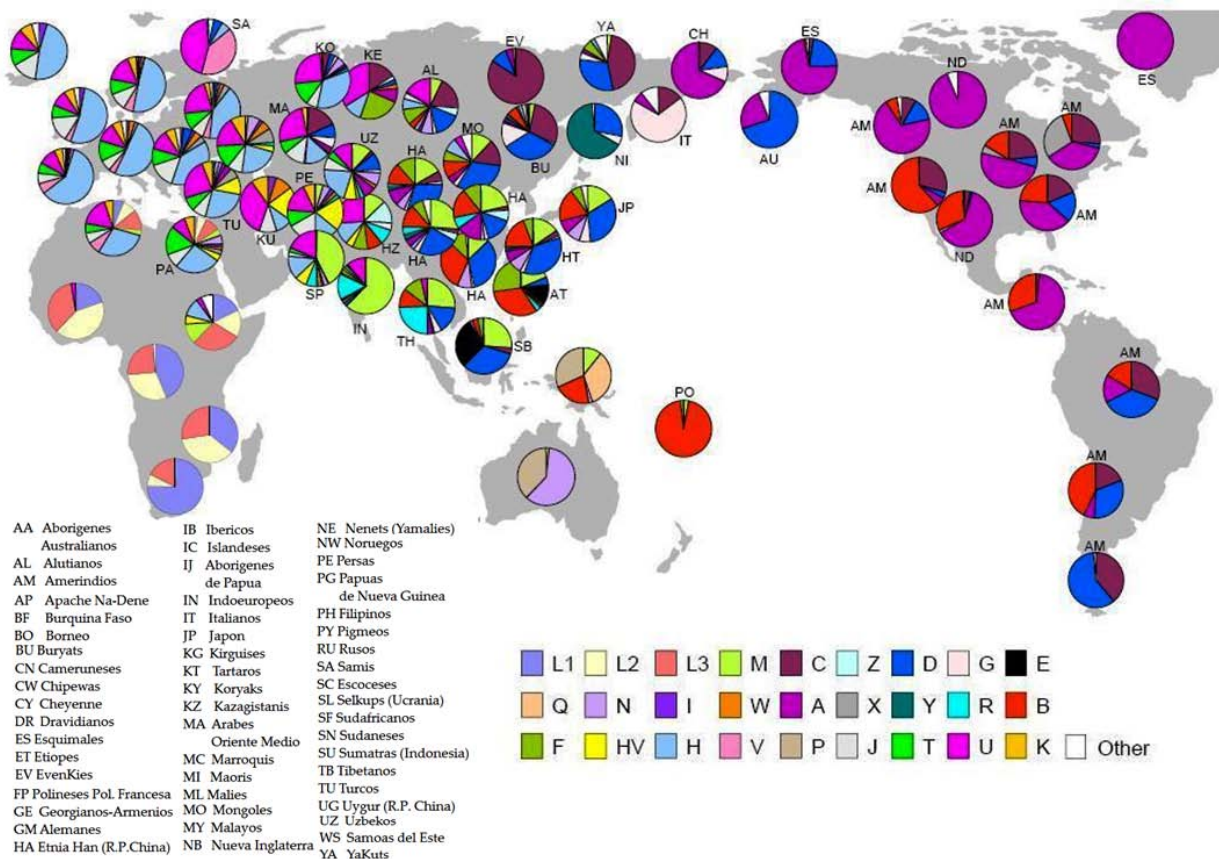 SA
YA
CH
ES
EV
KO
KE
AL
ND
ES
MA
UZ
MO
HA
BU
NI
IT
AU
AM
AM
AM
PE
HA
JP
AM
AM
TU
KU
HZ
HA
HT
ND
PA
SP
IN
HA
AT
TH
SB
AM
PO
AM
AM
AM
AA Aborigenes
Australianos
AL Alutianos
AM Amerindios
AP Apache Na-Dene
BF Burquina Faso
BO Borneo
BU Buryats
CN Cameruneses
CW Chipewas
CY Cheyenne
DR Dravidianos
ES Esquimales
ET Etiopes
EV EvenKies
FP Polineses Pol. Francesa
GE Georgianos-Armenios
GM Alemanes
HA Etnia Han (R.P.China)
IB Ibericos
IC Islandeses
IJ Aborigenes
de Papua
IN Indoeuropeos
IT Italianos
JP Japon
KG Kirguises
KT Tartaros
KY Koryaks
KZ Kazagistanis
MA Arabes
Oriente Medio
MC Marroquis
MI Maoris
ML Malies
MO Mongoles
MY Malayos
NB Nueva Inglaterra
NE Nenets (Yamalies)
NW Noruegos
PE Persas
PG Papuas
de Nueva Guinea
PH Filipinos
PY Pigmeos
RU Rusos
SA Samis
SC Escoceses
SL Selkups (Ucrania)
SF Sudafricanos
SN Sudaneses
SU Sumatras (Indonesia)
TB Tibetanos
TU Turcos
UG Uygur (R.P. China)
UZ Uzbekos
WS Samoas del Este
YA YaKuts
L1 L2 L3 M C Z D G E
Q N I W A X Y R B
F HV H V P J T U K Other